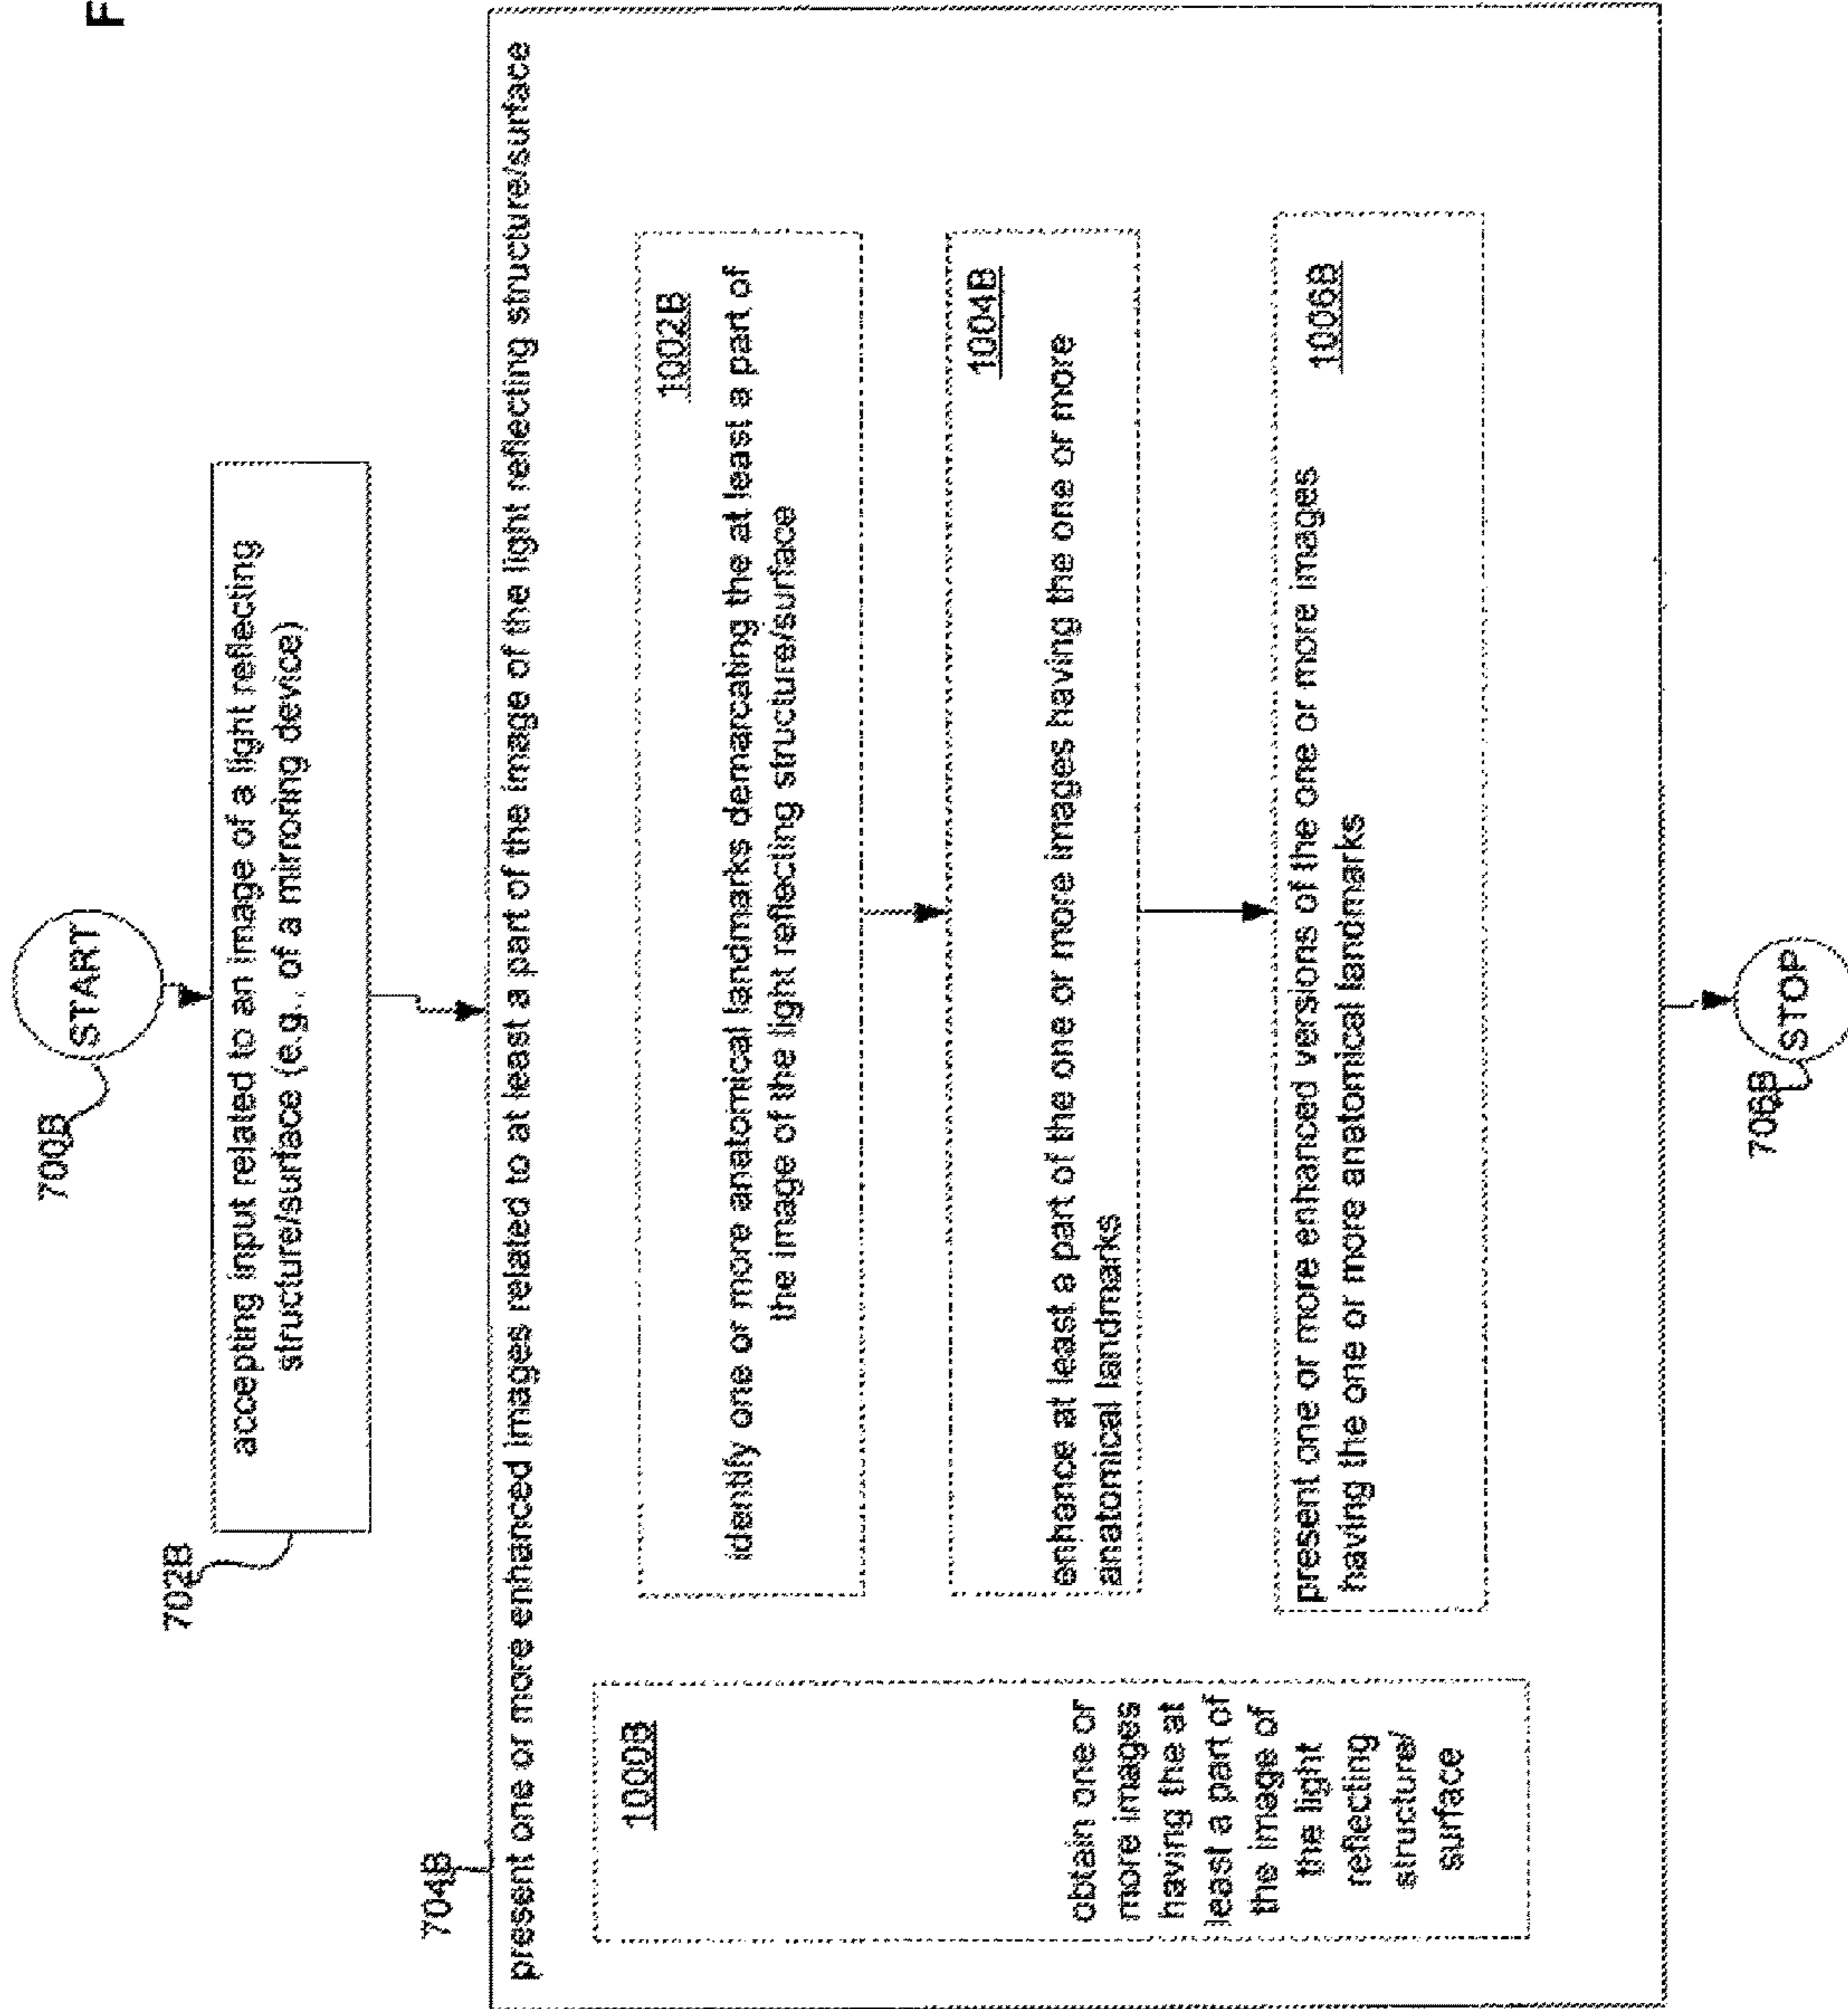 F
700B
START
702B
accepting input related to an image of a light reflecting
structure/surface (e.g., of a mirroring device)
704B
present one or more enhanced images related to at least a part of the image of the light reflecting structure/surface
1000B
obtain one or
more images
having the at
least a part of
the image of
the light
reflecting
structure/
surface
1002B
identify one or more anatomical landmarks demarcating the at least a part of
the image of the light reflecting structure/surface
1004B
enhance at least a part of the one or more images having the one or more
anatomical landmarks
1006B
present one or more enhanced versions of the one or more images
having the one or more anatomical landmarks
706B
STOP